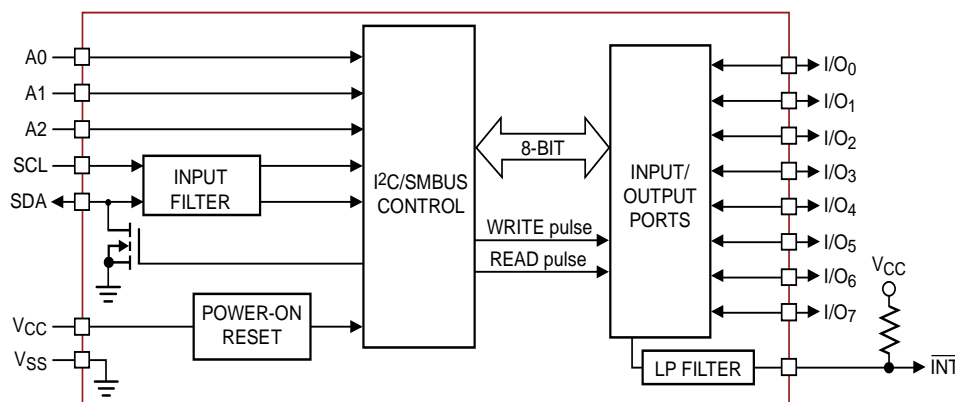 A0
A1
A2
SCL
SDA
VCC
VSS
INPUT
FILTER
POWER-ON
RESET
I²C/SMBUS
CONTROL
8-BIT
WRITE pulse
READ pulse
INPUT/
OUTPUT
PORTS
LP FILTER
I/O0
I/O1
I/O2
I/O3
I/O4
I/O5
I/O6
I/O7
VCC
INT